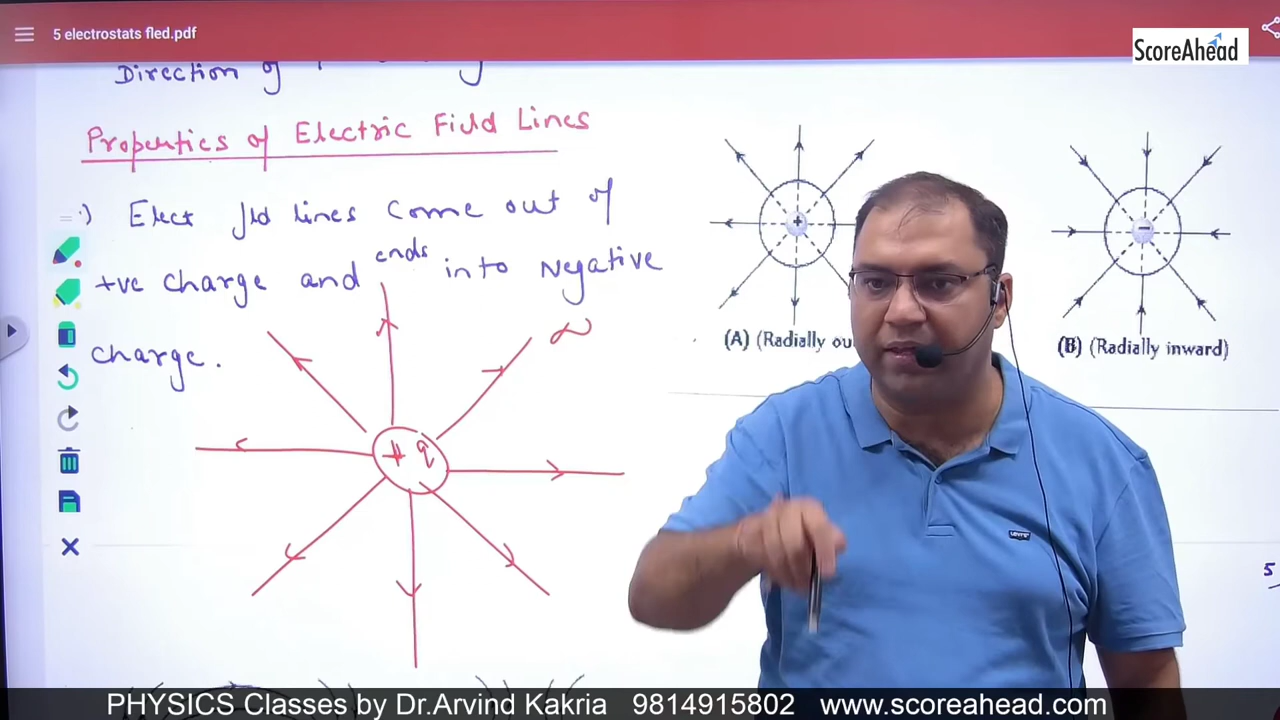 5 electrostats fled.pdf
ScoreAhead
Direction of
Properties of Electric Field Lines
Elect fld lines come out of
+ve charge and ends into Negative
charge.
∞
+ q
+
-
(A) (Radially ou
(B) (Radially inward)
5
LEVI'S
PHYSICS Classes by Dr.Arvind Kakria 9814915802 www.scoreahead.com